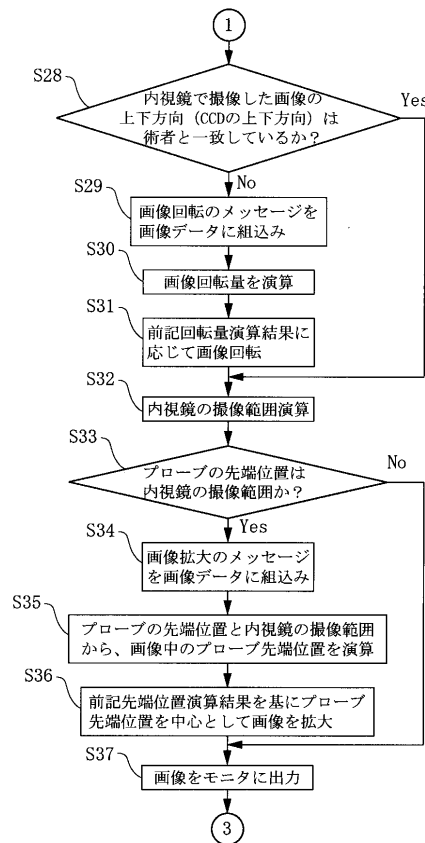 1
S28
内視鏡で撮像した画像の
上下方向（CCDの上下方向）は
術者と一致しているか？
Yes
No
S29
画像回転のメッセージを
画像データに組込み
S30
画像回転量を演算
S31
前記回転量演算結果に
応じて画像回転
S32
内視鏡の撮像範囲演算
S33
プローブの先端位置は
内視鏡の撮像範囲か？
No
Yes
S34
画像拡大のメッセージ
を画像データに組込み
S35
プローブの先端位置と内視鏡の撮像範囲
から、画像中のプローブ先端位置を演算
S36
前記先端位置演算結果を基にプローブ
先端位置を中心として画像を拡大
S37
画像をモニタに出力
3